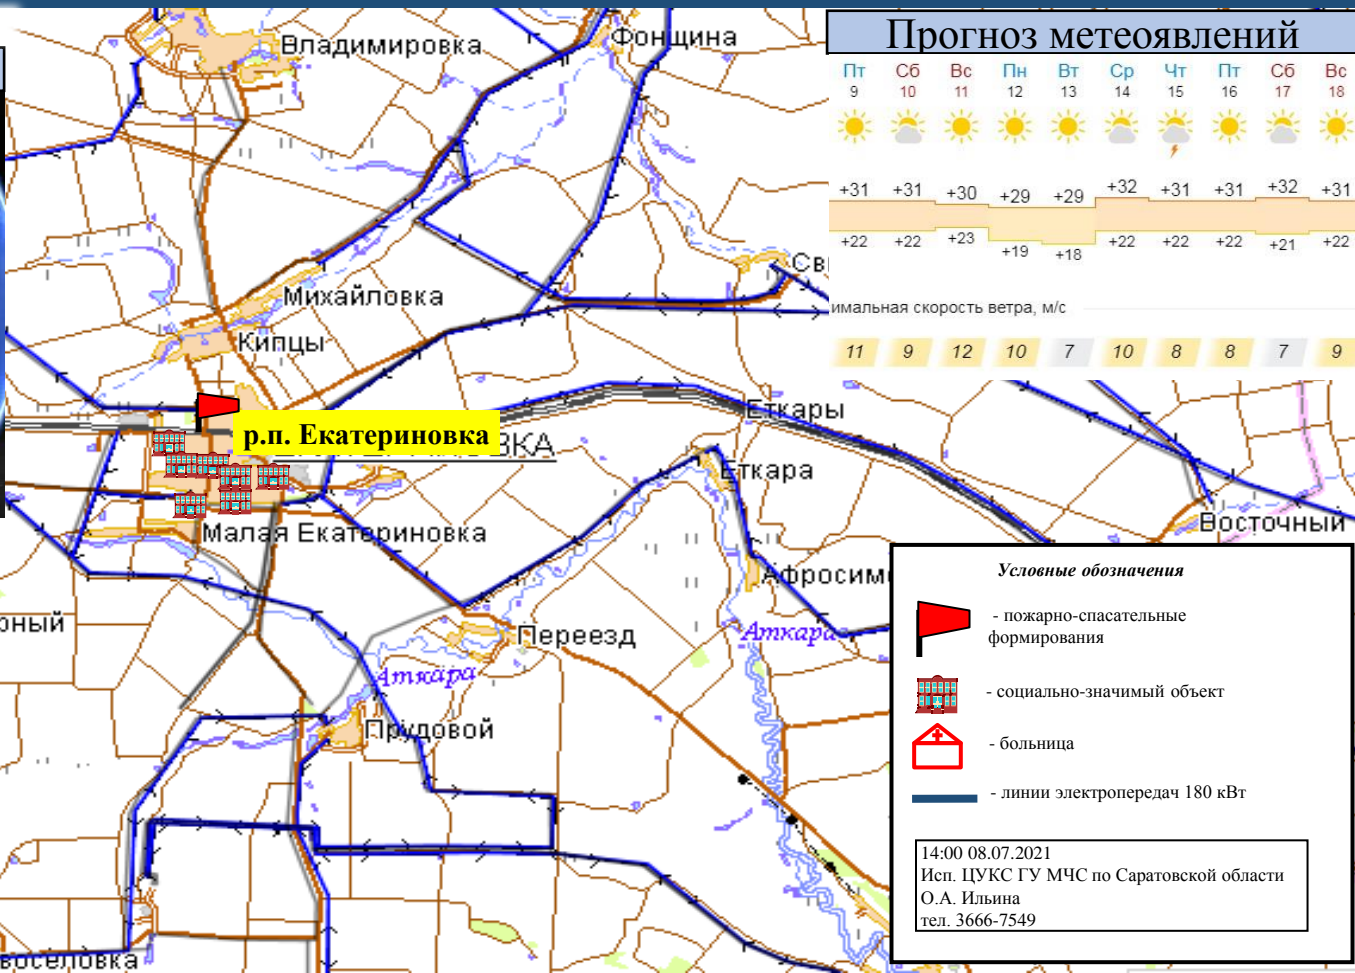 Прогноз метеоявлений
Пт Сб Вс Пн Вт Ср Чт Пт Сб Вс
9 10 11 12 13 14 15 16 17 18
+31 +31 +30 +29 +29 +32 +31 +31 +32 +31
+22 +22 +23 +19 +18 +22 +22 +22 +21 +22
имальная скорость ветра, м/с
11 9 12 10 7 10 8 8 7 9
Владимировка
Фонщина
Св
Михайловка
Кипцы
Еткары
р.п. Екатериновка
ВКА
Еткара
Восточный
Малая Екатериновка
Афросим
рный
Переезд
Аткара
Аткара
Прудовой
воселовка
Условные обозначения
- пожарно-спасательные
формирования
- социально-значимый объект
- больница
- линии электропередач 180 кВт
14:00 08.07.2021
Исп. ЦУКС ГУ МЧС по Саратовской области
О.А. Ильина
тел. 3666-7549